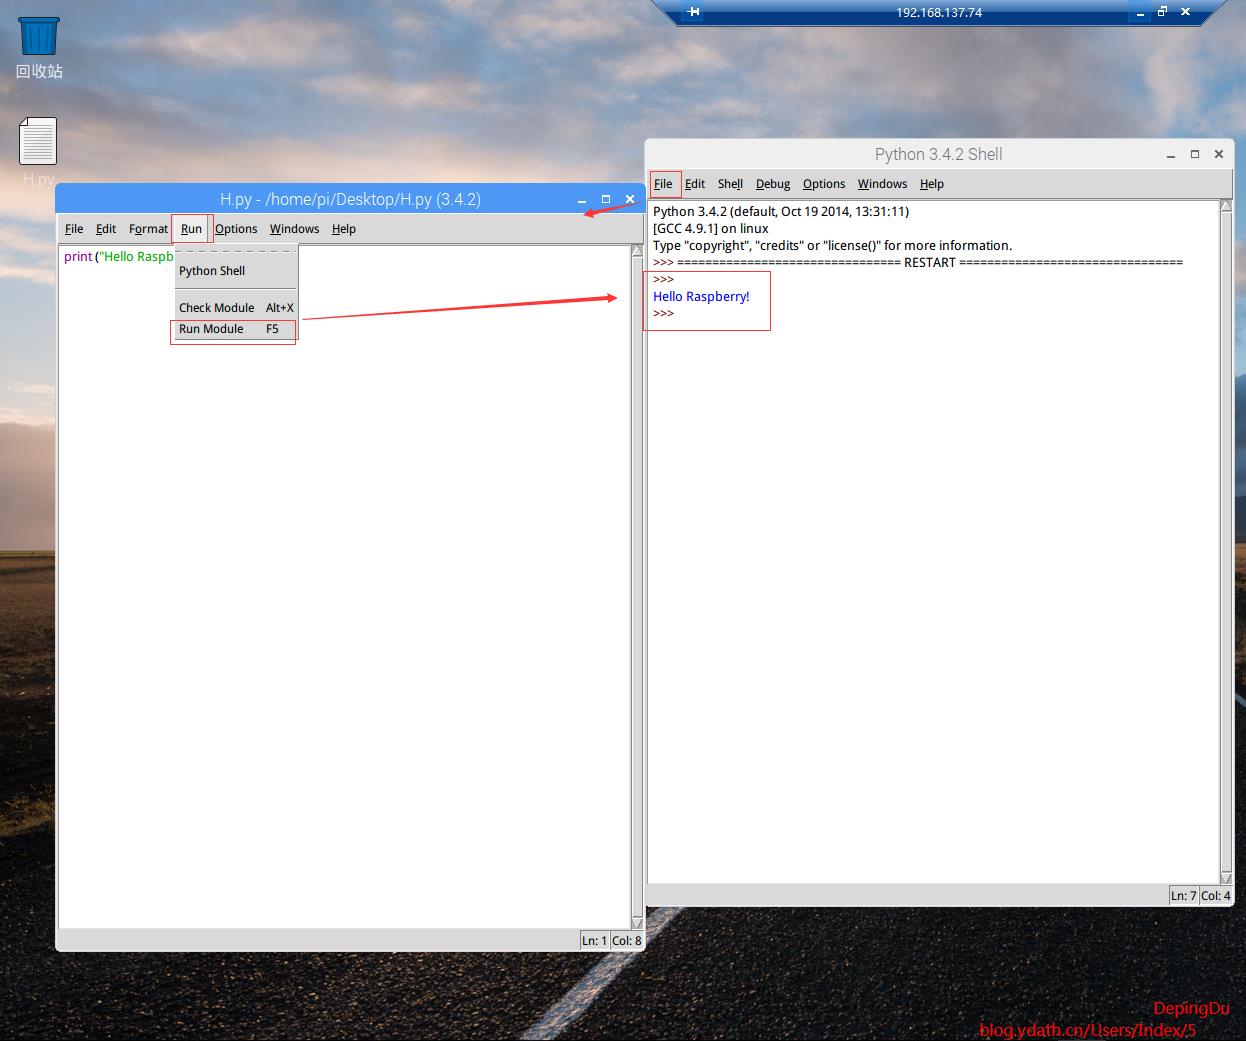 192.168.137.74
回收站
H.py
Python 3.4.2 Shell
File Edit Shell Debug Options Windows Help
Python 3.4.2 (default, Oct 19 2014, 13:31:11)
[GCC 4.9.1] on linux
Type "copyright", "credits" or "license()" for more information.
>>> ================================ RESTART ================================
>>>
Hello Raspberry!
>>>
Ln: 7 Col: 4
H.py - /home/pi/Desktop/H.py (3.4.2)
File Edit Format Run Options Windows Help
print ("Hello Raspb
Python Shell
Check Module Alt+X
Run Module F5
Ln: 1 Col: 8
DepingDu
blog.ydath.cn/Users/Index/5